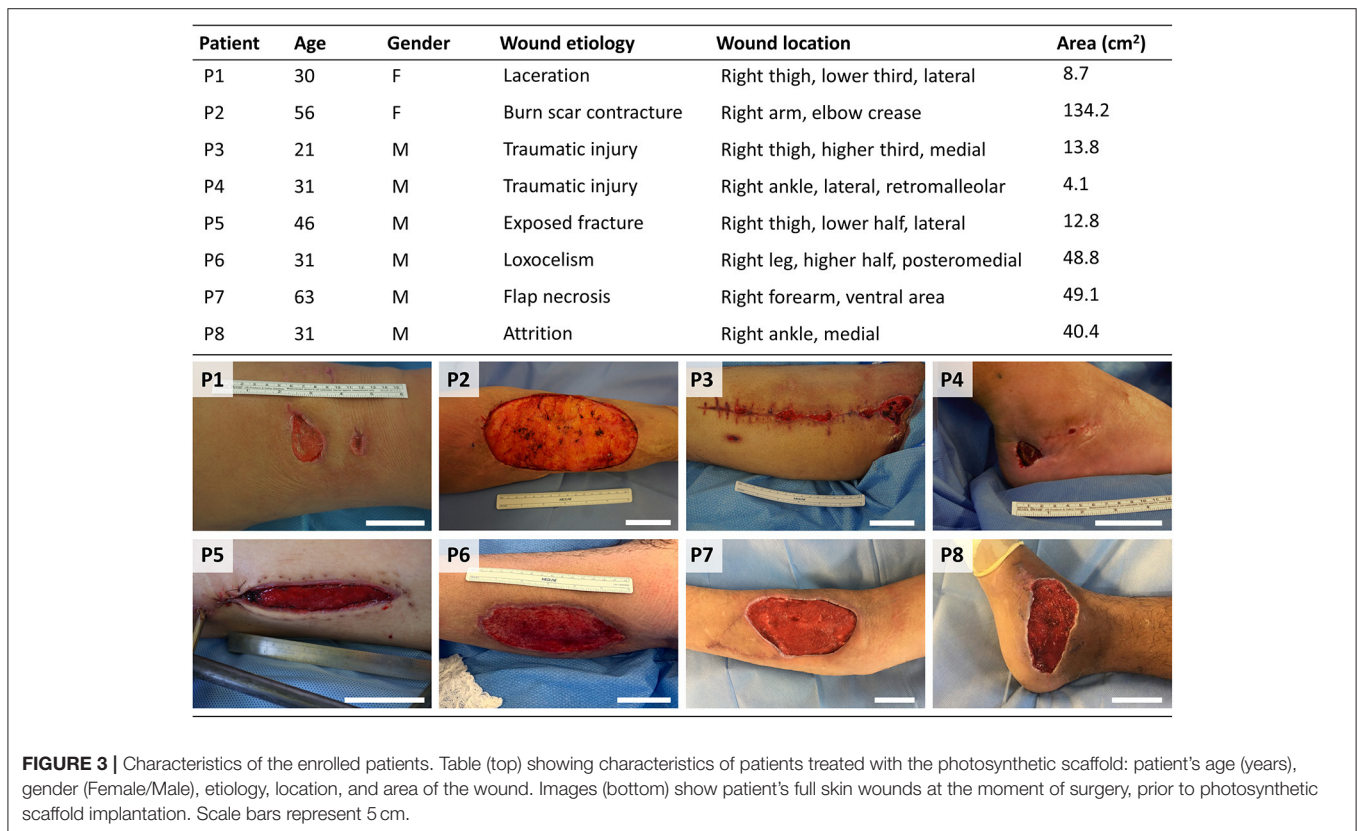 Patient Age Gender Wound etiology Wound location Area (cm²)
P1 30 F Laceration Right thigh, lower third, lateral 8.7
P2 56 F Burn scar contracture Right arm, elbow crease 134.2
P3 21 M Traumatic injury Right thigh, higher third, medial 13.8
P4 31 M Traumatic injury Right ankle, lateral, retromalleolar 4.1
P5 46 M Exposed fracture Right thigh, lower half, lateral 12.8
P6 31 M Loxocelism Right leg, higher half, posteromedial 48.8
P7 63 M Flap necrosis Right forearm, ventral area 49.1
P8 31 M Attrition Right ankle, medial 40.4
P1 P2 P3 P4
P5 P6 P7 P8
FIGURE 3 | Characteristics of the enrolled patients. Table (top) showing characteristics of patients treated with the photosynthetic scaffold: patient's age (years),
gender (Female/Male), etiology, location, and area of the wound. Images (bottom) show patient's full skin wounds at the moment of surgery, prior to photosynthetic
scaffold implantation. Scale bars represent 5 cm.